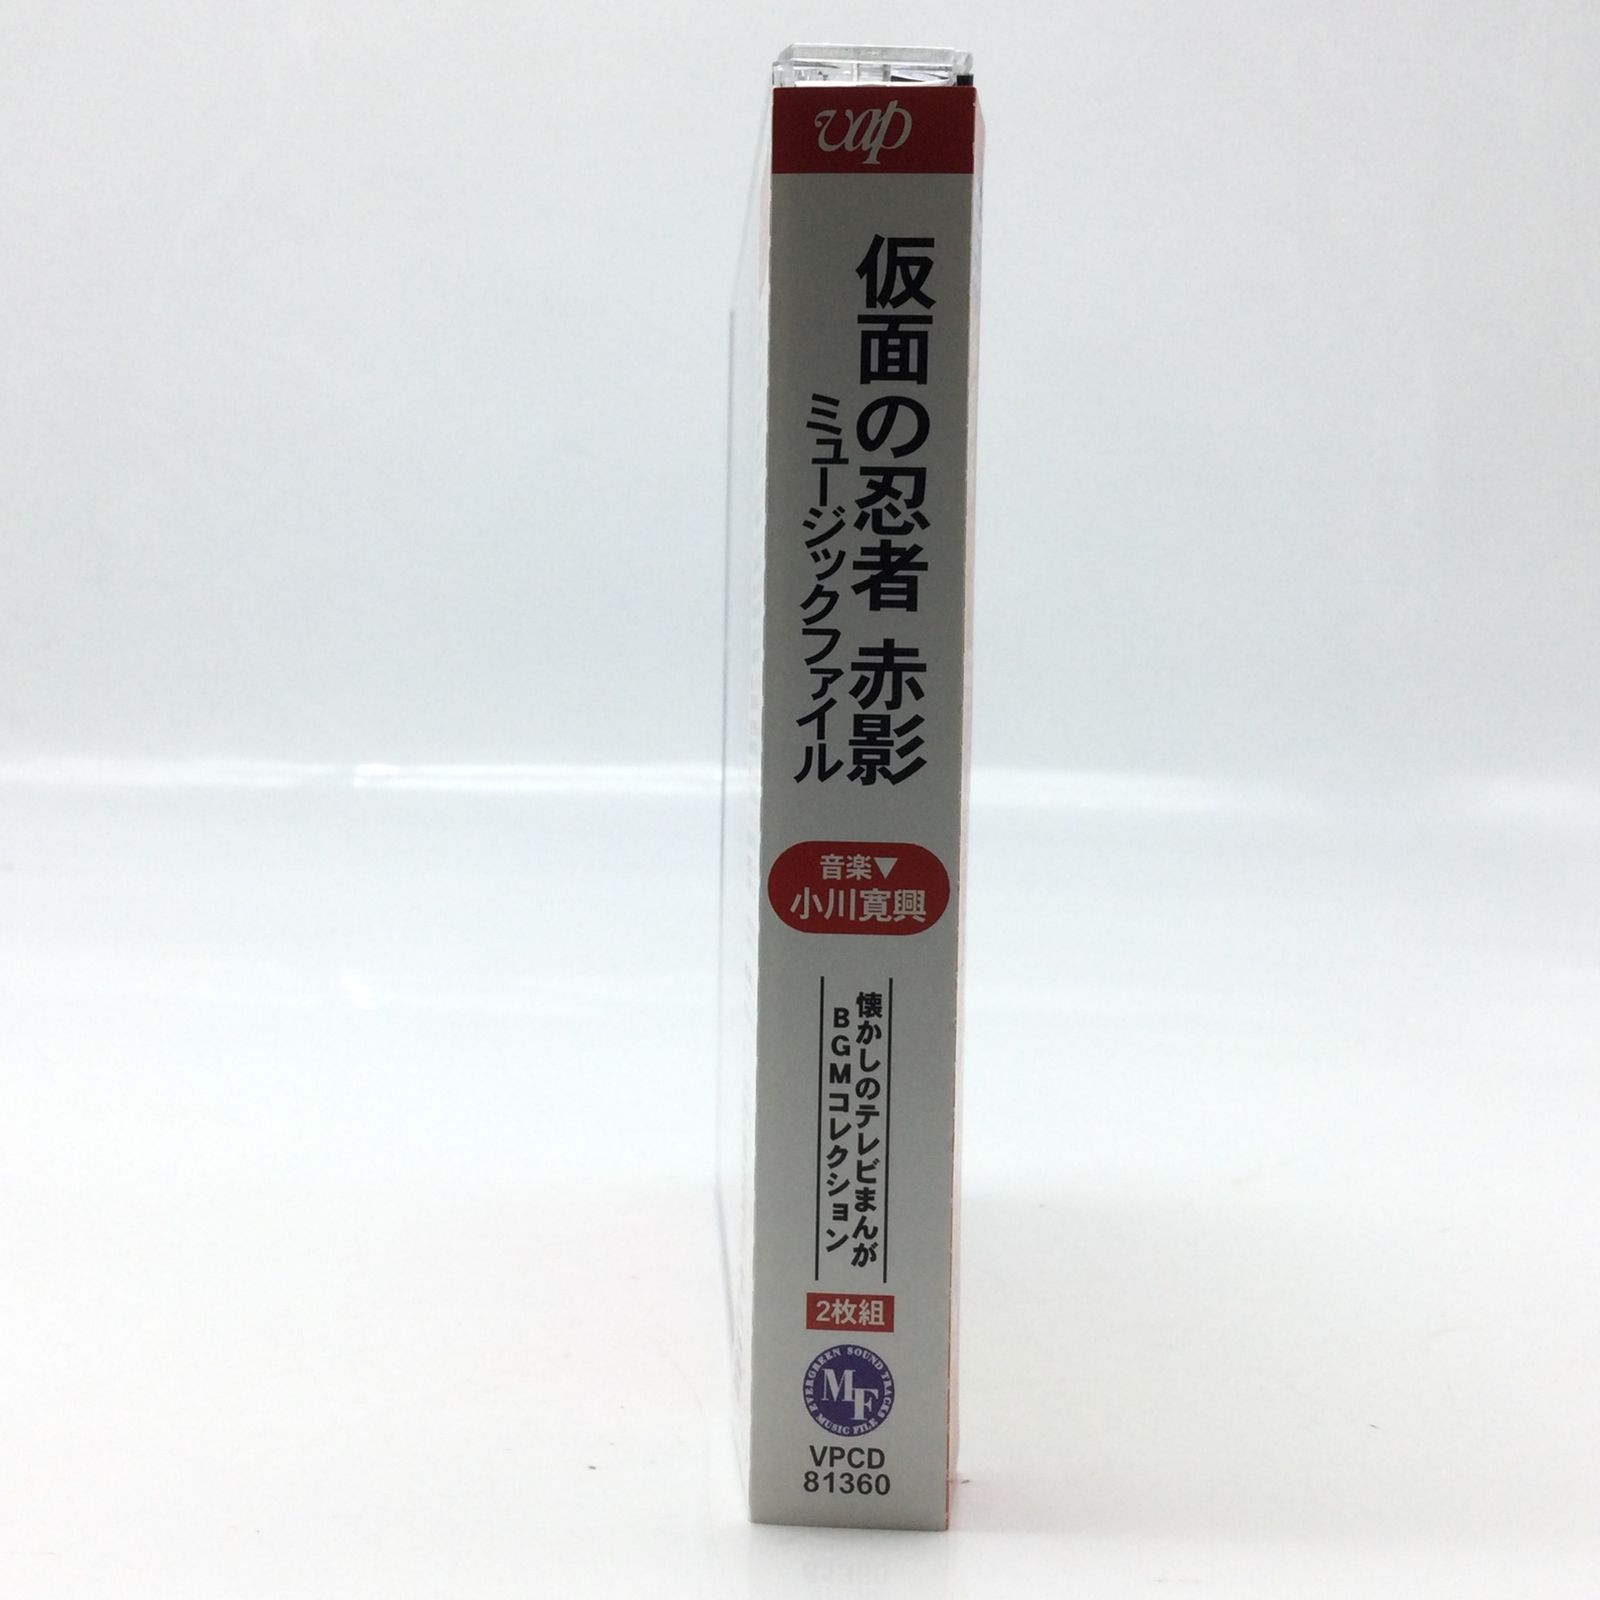 vap
仮面の忍者 赤影
ミュージックファイル
音楽▼
小川寛興
懐かしのテレビまんが
BGMコレクション
2枚組
EVERGREEN SOUND TRACKS
MF
MUSIC FILE
VPCD
81360